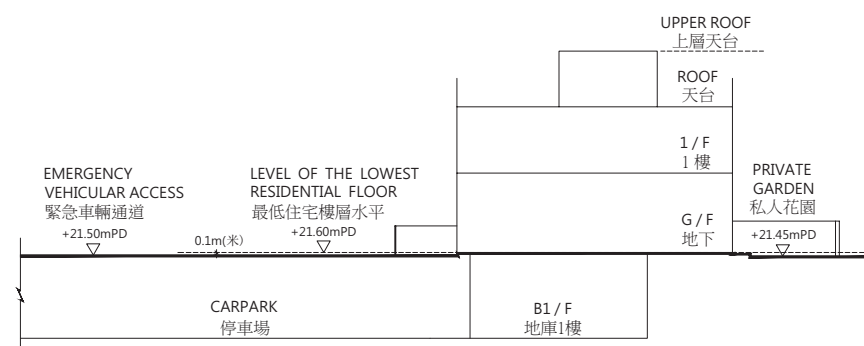 UPPER ROOF
上層天台
ROOF
天台
1 / F
1 樓
EMERGENCY
VEHICULAR ACCESS
緊急車輛通道
+21.50mPD
0.1m(米)
LEVEL OF THE LOWEST
RESIDENTIAL FLOOR
最低住宅樓層水平
+21.60mPD
G / F
地下
PRIVATE
GARDEN
私人花園
+21.45mPD
CARPARK
停車場
B1 / F
地庫1樓